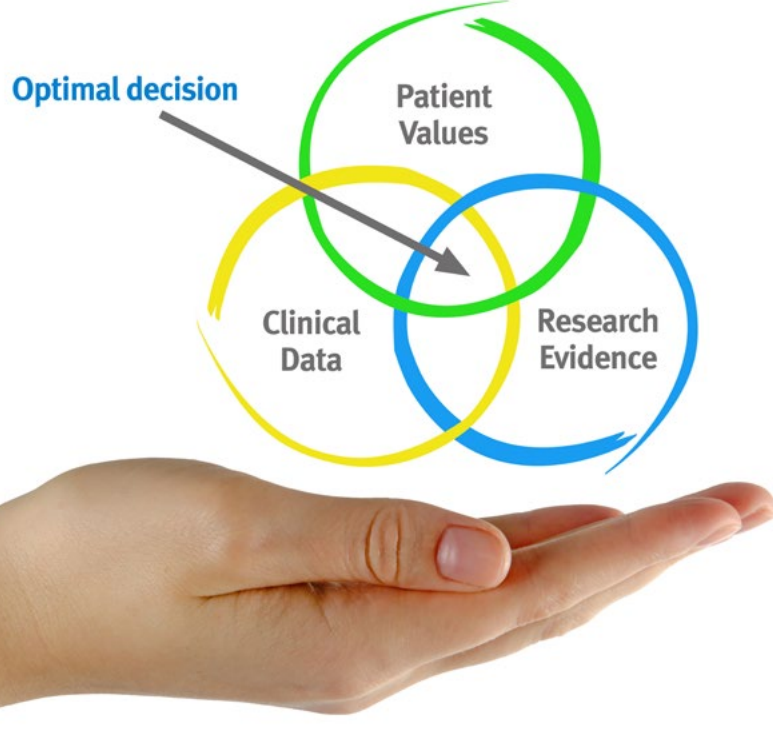 Optimal decision
Patient
Values
Clinical
Data
Research
Evidence